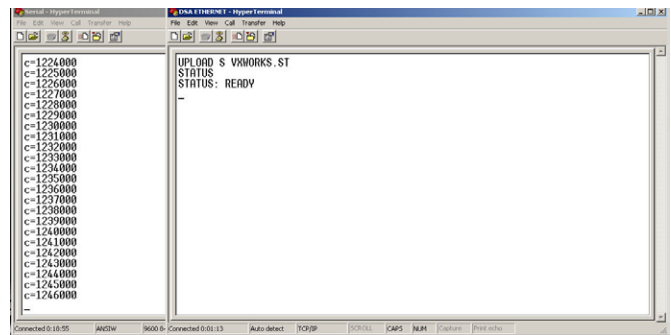 Serial - HyperTerminal
File Edit View Call Transfer Help
c=1224000
c=1225000
c=1226000
c=1227000
c=1228000
c=1229000
c=1230000
c=1231000
c=1232000
c=1233000
c=1234000
c=1235000
c=1236000
c=1237000
c=1238000
c=1239000
c=1240000
c=1241000
c=1242000
c=1243000
c=1244000
c=1245000
c=1246000
_
Connected 0:18:55 ANSIW 9600 8-
DSA ETHERNET - HyperTerminal
File Edit View Call Transfer Help
UPLOAD S VXWORKS.ST
STATUS
STATUS: READY
_
Connected 0:01:13 Auto detect TCP/IP SCROLL CAPS NUM Capture Print echo